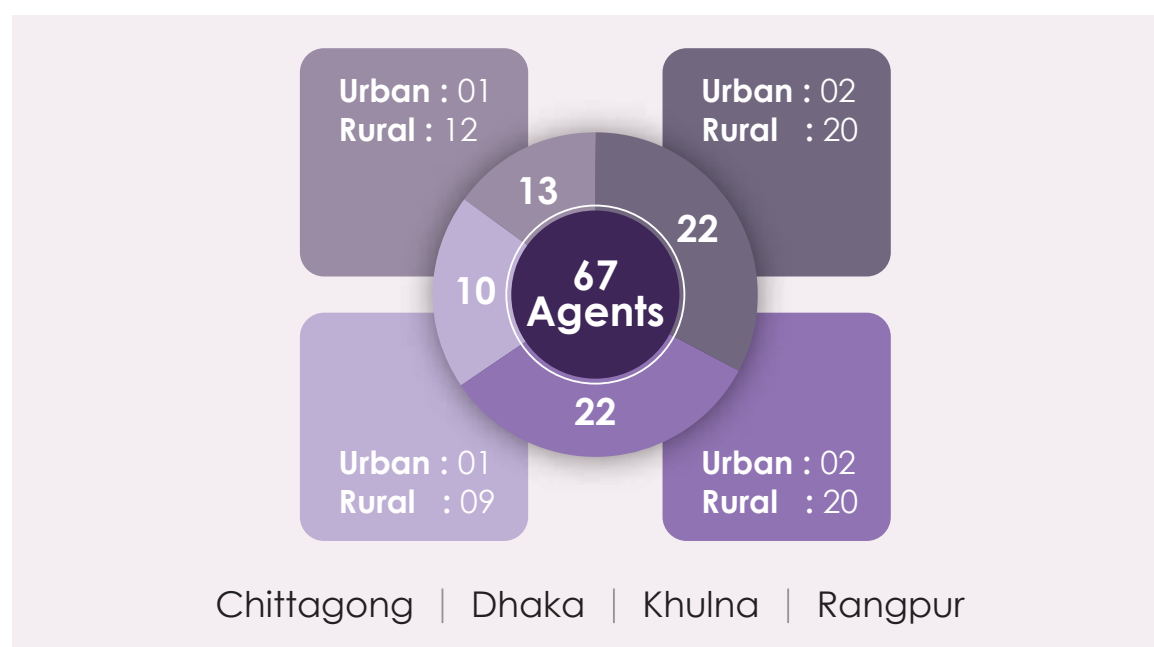 Urban : 01
Rural : 12
Urban : 02
Rural : 20
13
22
67
Agents
10
22
Urban : 01
Rural : 09
Urban : 02
Rural : 20
Chittagong | Dhaka | Khulna | Rangpur